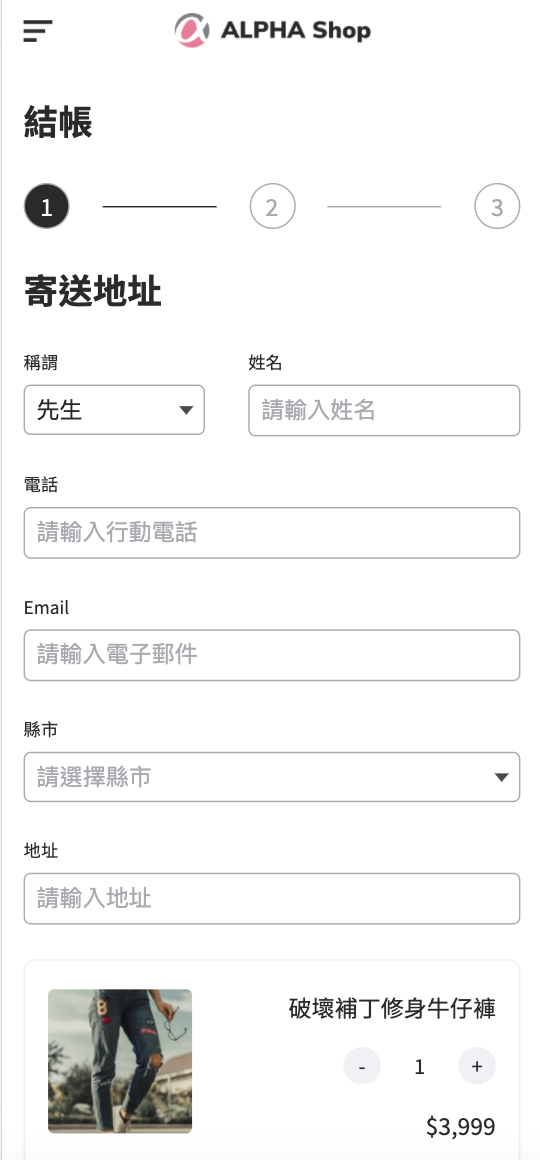 ALPHA Shop
結帳
1
2
3
寄送地址
稱謂
姓名
先生
請輸入姓名
電話
請輸入行動電話
Email
請輸入電子郵件
縣市
請選擇縣市
地址
請輸入地址
破壞補丁修身牛仔褲
- 1 +
$3,999